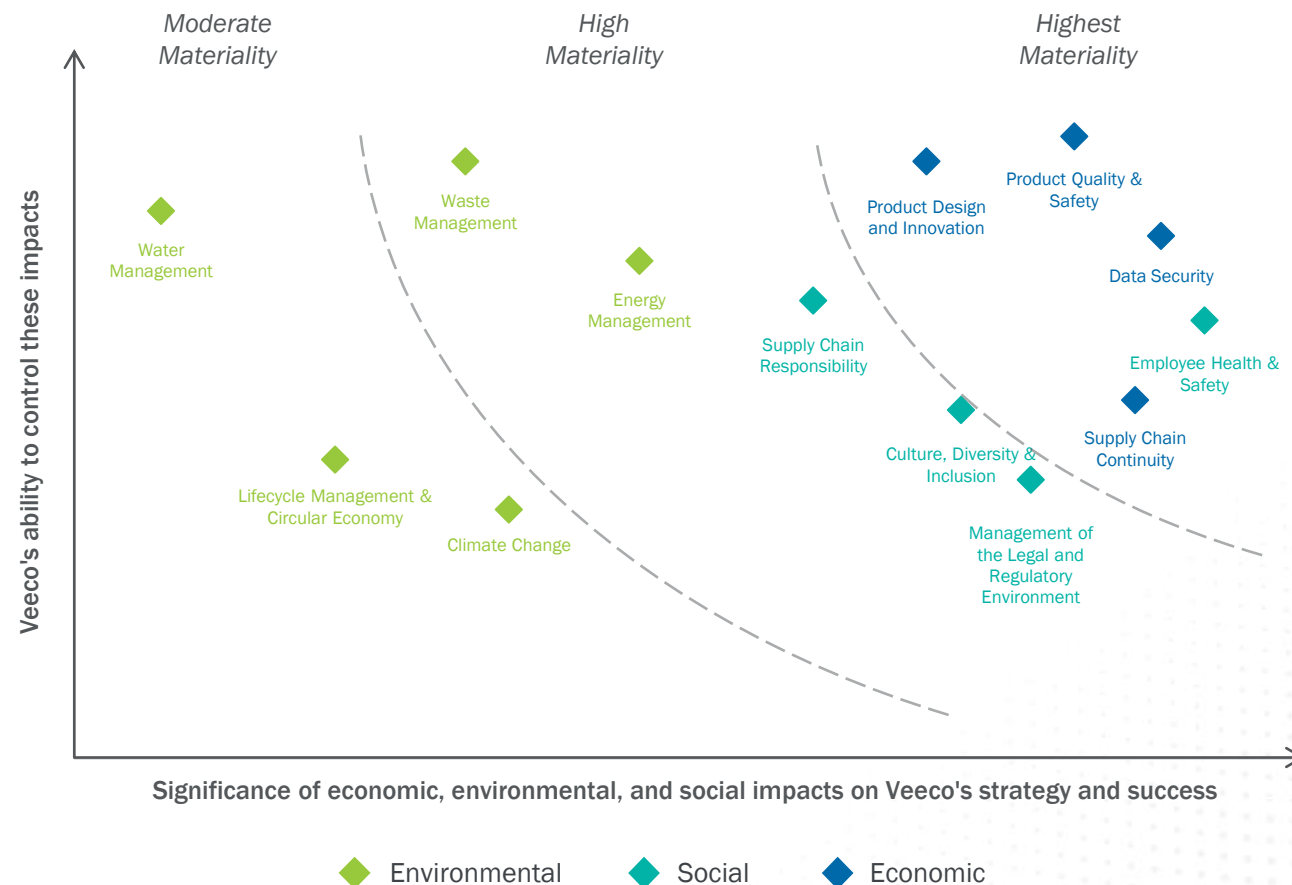 Moderate
Materiality
High
Materiality
Highest
Materiality
Veeco's ability to control these impacts
Water
Management
Waste
Management
Energy
Management
Lifecycle Management &
Circular Economy
Climate Change
Supply Chain
Responsibility
Product Design
and Innovation
Product Quality &
Safety
Data Security
Employee Health &
Safety
Supply Chain
Continuity
Culture, Diversity &
Inclusion
Management of
the Legal and
Regulatory
Environment
Significance of economic, environmental, and social impacts on Veeco's strategy and success
Environmental
Social
Economic